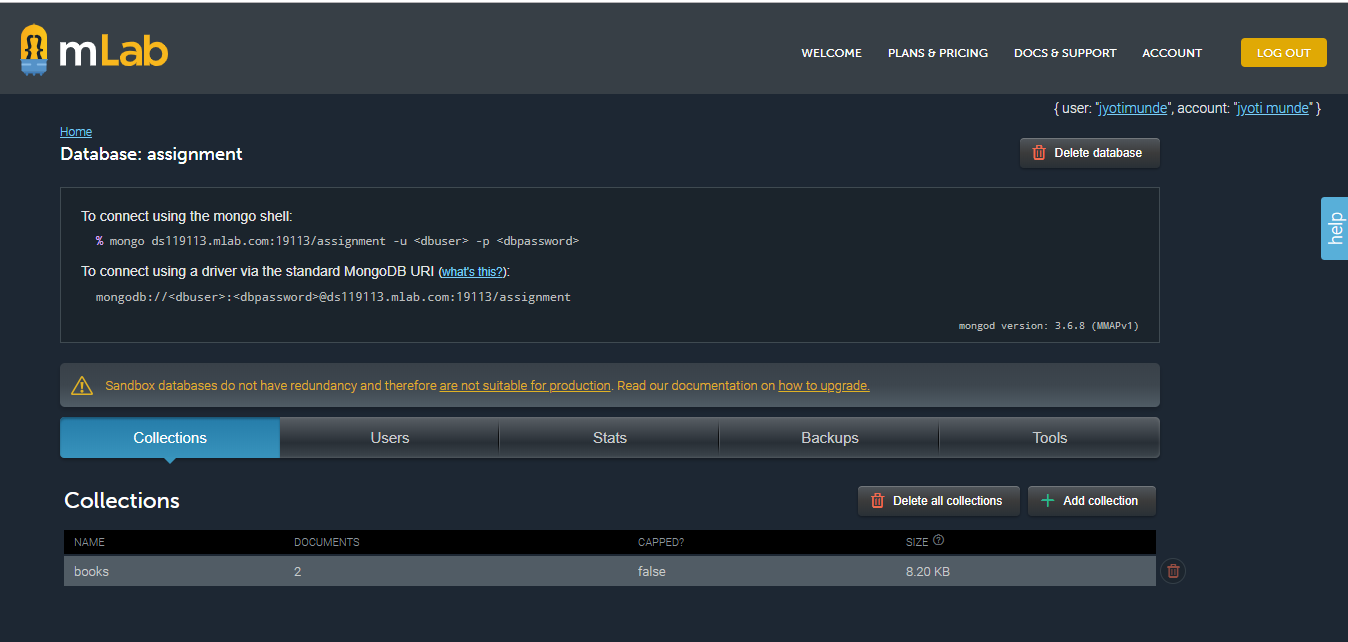 mLab
WELCOME PLANS & PRICING DOCS & SUPPORT ACCOUNT LOG OUT
{ user: "jyotimunde", account: "jyoti munde" }
Home
Database: assignment
Delete database
To connect using the mongo shell:
% mongo ds119113.mlab.com:19113/assignment -u <dbuser> -p <dbpassword>
To connect using a driver via the standard MongoDB URI (what's this?):
mongodb://<dbuser>:<dbpassword>@ds119113.mlab.com:19113/assignment
mongod version: 3.6.8 (MMAPv1)
help
Sandbox databases do not have redundancy and therefore are not suitable for production. Read our documentation on how to upgrade.
Collections Users Stats Backups Tools
Collections
Delete all collections Add collection
NAME DOCUMENTS CAPPED? SIZE ?
books 2 false 8.20 KB